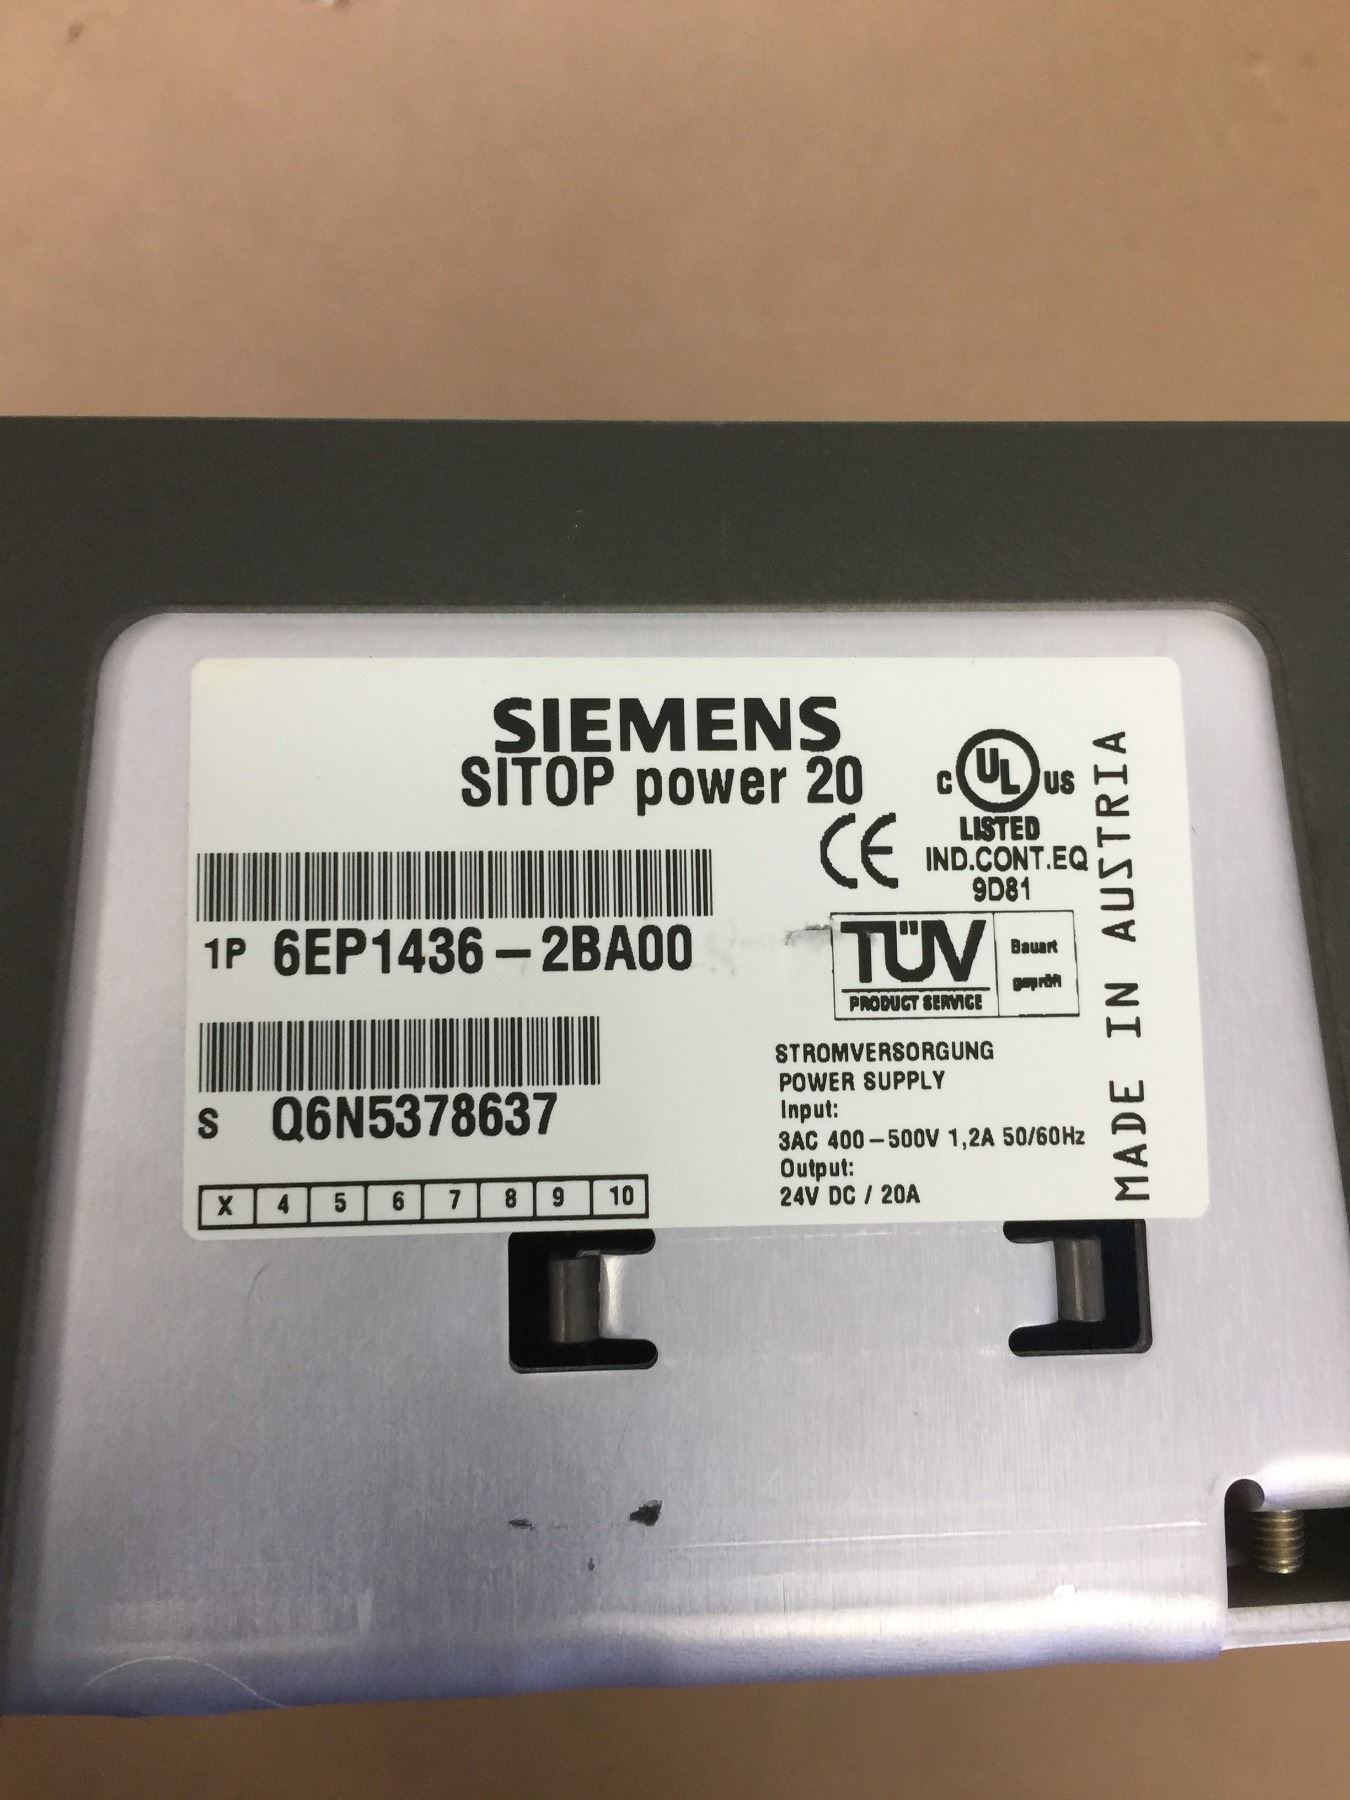 SIEMENS
SITOP power 20
C UL US
LISTED
IND.CONT.EQ
9D81
CE
1P 6EP1436-2BA00
TÜV
PRODUCT SERVICE
Bauart
geprüft
S Q6N5378637
STROMVERSORGUNG
POWER SUPPLY
Input:
3AC 400-500V 1,2A 50/60Hz
Output:
24V DC / 20A
X 4 5 6 7 8 9 10
MADE IN AUSTRIA